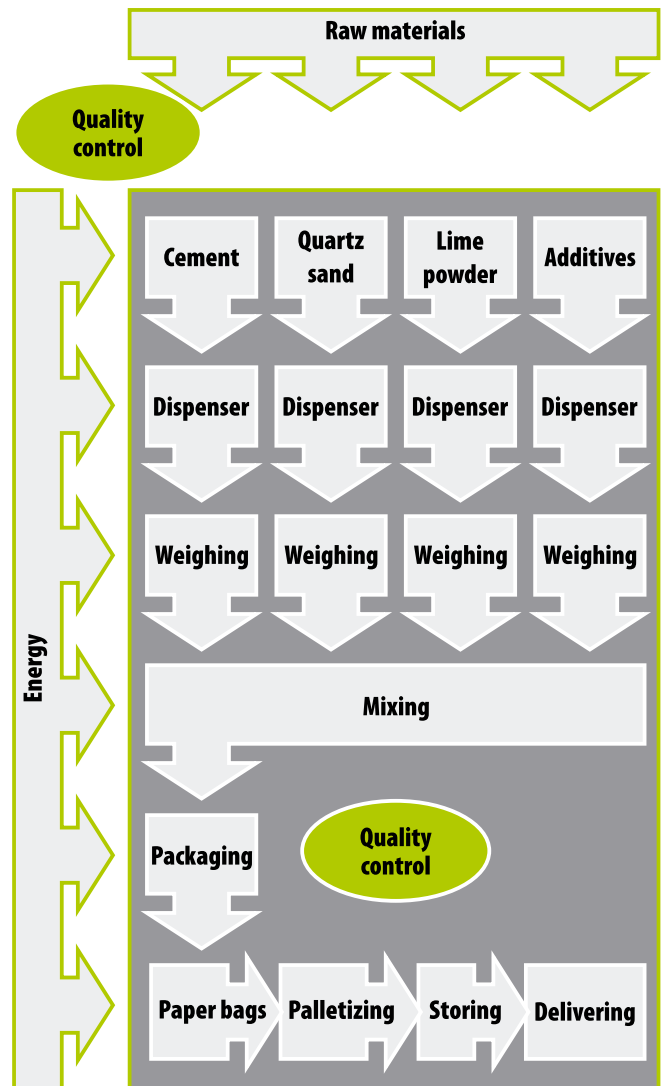 Raw materials
Quality
control
Cement
Quartz
sand
Lime
powder
Additives
Dispenser
Dispenser
Dispenser
Dispenser
Weighing
Weighing
Weighing
Weighing
Energy
Mixing
Packaging
Quality
control
Paper bags
Palletizing
Storing
Delivering